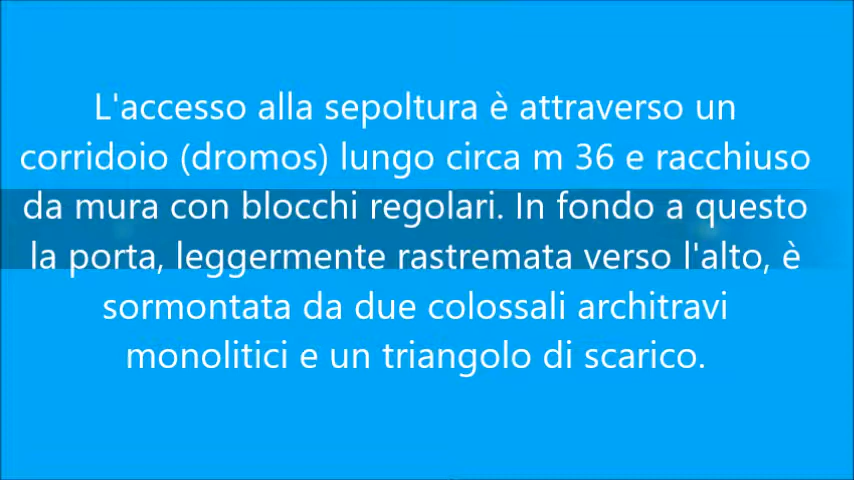 L'accesso alla sepoltura è attraverso un
corridoio (dromos) lungo circa m 36 e racchiuso
da mura con blocchi regolari. In fondo a questo
la porta, leggermente rastremata verso l'alto, è
sormontata da due colossali architravi
monolitici e un triangolo di scarico.